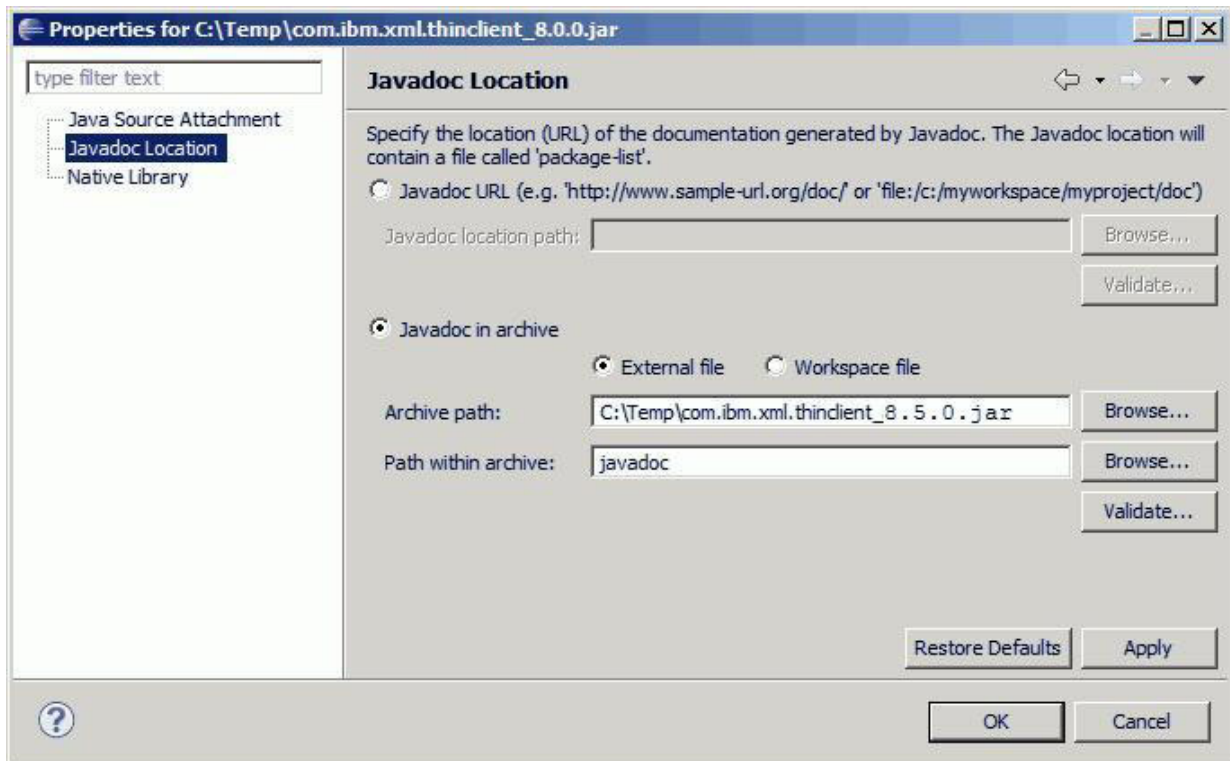 Properties for C:\Temp\com.ibm.xml.thinclient_8.0.0.jar
type filter text
Java Source Attachment
Javadoc Location
Native Library
Javadoc Location
Specify the location (URL) of the documentation generated by Javadoc. The Javadoc location will
contain a file called 'package-list'.
Javadoc URL (e.g. 'http://www.sample-url.org/doc/' or 'file:/c:/myworkspace/myproject/doc')
Javadoc location path: Browse...
Validate...
Javadoc in archive
External file Workspace file
Archive path: C:\Temp\com.ibm.xml.thinclient_8.5.0.jar Browse...
Path within archive: javadoc Browse...
Validate...
Restore Defaults Apply
? OK Cancel